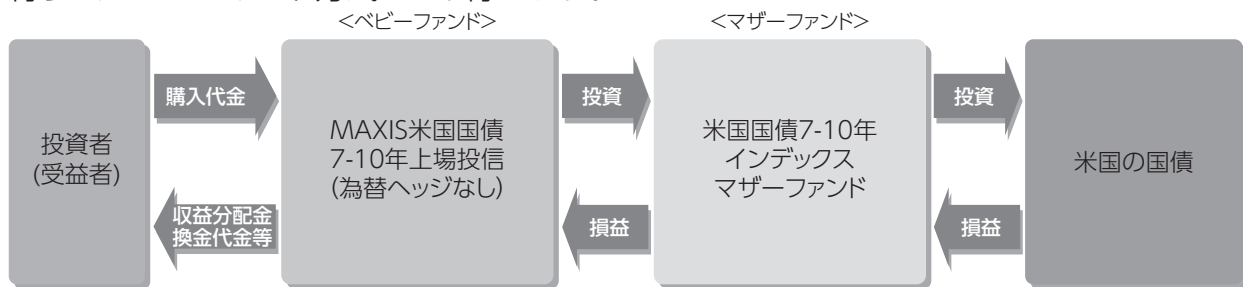 <ベビーファンド>
<マザーファンド>
投資者
(受益者)
購入代金
収益分配金
換金代金等
MAXIS米国国債
7-10年上場投信
(為替ヘッジなし)
投資
損益
米国国債7-10年
インデックス
マザーファンド
投資
損益
米国の国債